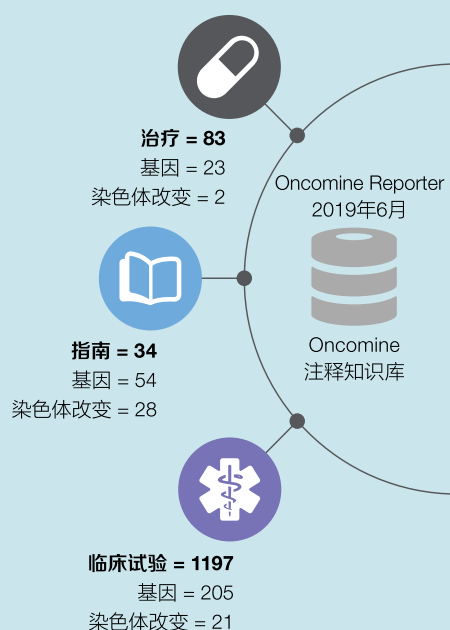 治疗 = 83
基因 = 23
染色体改变 = 2
Oncomine Reporter
2019年6月
Oncomine
注释知识库
指南 = 34
基因 = 54
染色体改变 = 28
临床试验 = 1197
基因 = 205
染色体改变 = 21